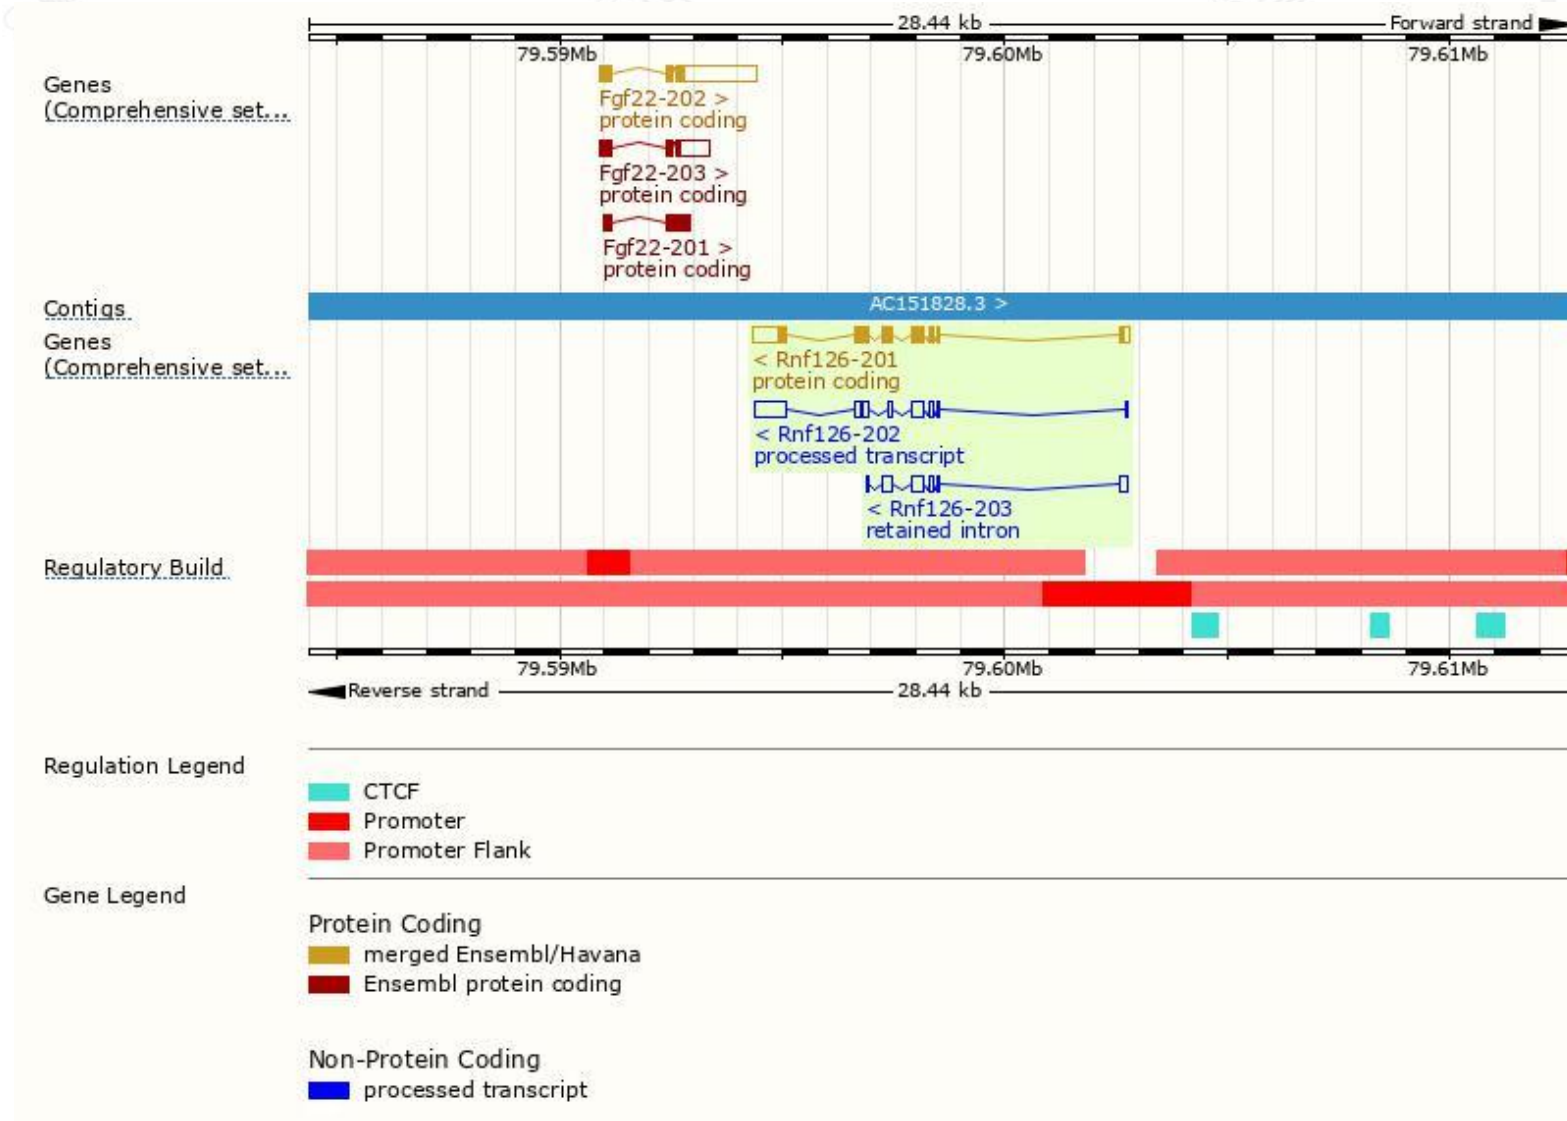 28.44 kb Forward strand
79.59Mb 79.60Mb 79.61Mb
Genes
(Comprehensive set...
Fgf22-202 >
protein coding
Fgf22-203 >
protein coding
Fgf22-201 >
protein coding
Contigs AC151828.3 >
Genes
(Comprehensive set...
< Rnf126-201
protein coding
< Rnf126-202
processed transcript
< Rnf126-203
retained intron
Regulatory Build
79.59Mb 79.60Mb 79.61Mb
Reverse strand 28.44 kb
Regulation Legend
CTCF
Promoter
Promoter Flank
Gene Legend
Protein Coding
merged Ensembl/Havana
Ensembl protein coding
Non-Protein Coding
processed transcript